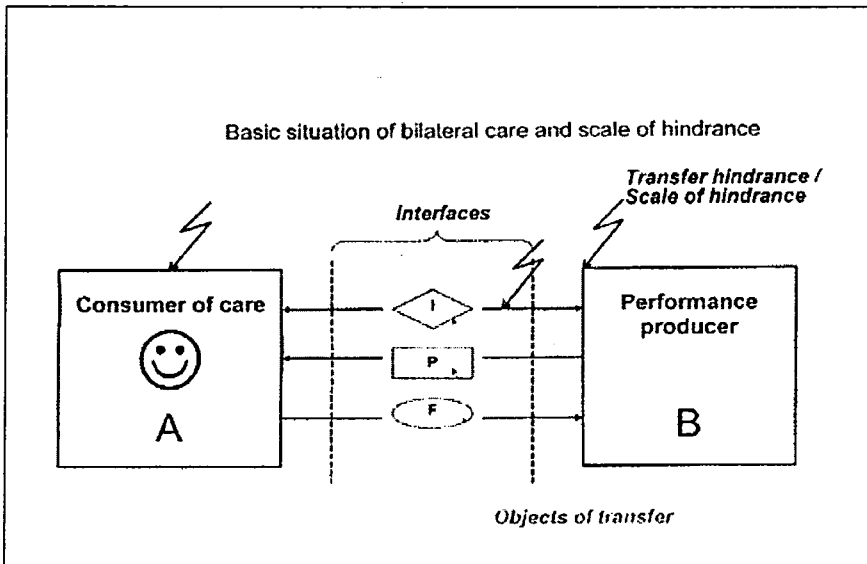 Basic situation of bilateral care and scale of hindrance
Transfer hindrance /
Scale of hindrance
Interfaces
Consumer of care
A
I
P
F
Performance
producer
B
Objects of transfer